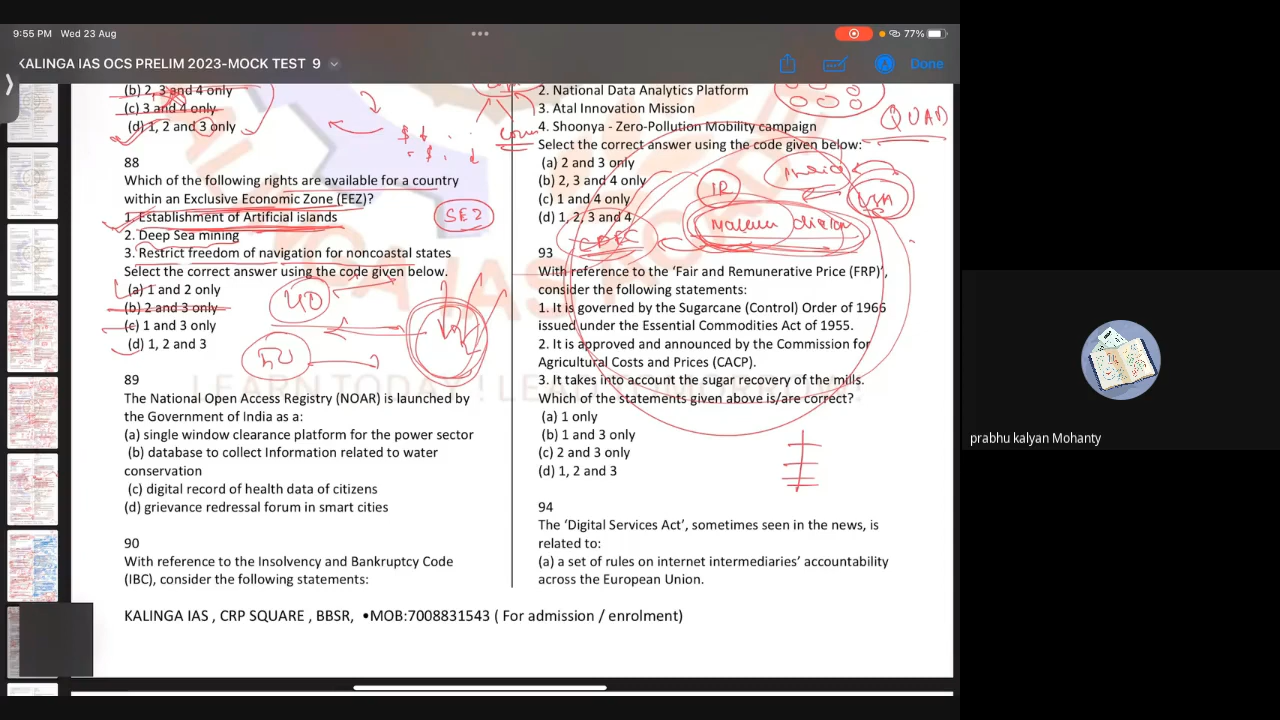 9:55 PM Wed 23 Aug
77%
KALINGA IAS OCS PRELIM 2023-MOCK TEST 9
Done
(b) 2, 3 and 4 only
(c) 3 and 4 only
(d) 1, 2 and 3 only
88
Which of the following rights are available for a country
within an Exclusive Economic Zone (EEZ)?
1. Establishment of Artificial islands
SEZ
2. Deep Sea mining
3. Restrict freedom of navigation for noncoastal states
Select the correct answer using the code given below.
(a) 1 and 2 only
(b) 2 and 3 only
(c) 1 and 3 only
(d) 1, 2 and 3
89
The National Open Access Registry (NOAR) is launched by
the Government of India as a:
(a) single window clearance platform for the power sector
(b) database to collect Information related to water
conservation
(c) digital record of health data of citizens
(d) grievance redressal forum in smart cities
90
With reference to the Insolvency and Bankruptcy Code
(IBC), consider the following statements:
2. National Data Analytics Platform
3. Atal Innovation Mission
4. Shoonya - Zero-Pollution Mobility campaign
QUAD
Select the correct answer using the code given below:
(a) 2 and 3 only
(b) 2, 3 and 4 only
(c) 1 and 4 only
(d) 1, 2, 3 and 4
93
With reference to the ‘Fair and Remunerative Price (FRP)’,
consider the following statements:
1. It is governed by the Sugarcane (Control) Order of 1966
issued under the Essential Commodities Act of 1955.
2. It is approved and announced by the Commission for
Agricultural Costs and Prices (CACP).
3. It takes into account the sugar recovery of the mills.
Which of the statements given above is/are correct?
(a) 1 only
(b) 1 and 3 only
(c) 2 and 3 only
(d) 1, 2 and 3
94
The ‘Digital Services Act’, sometimes seen in the news, is
related to:
(a) a set of rules on internet intermediaries’ accountability
across the European Union.
KALINGA IAS , CRP SQUARE , BBSR, •MOB:7008831543 ( For admission / enrolment)
prabhu kalyan Mohanty